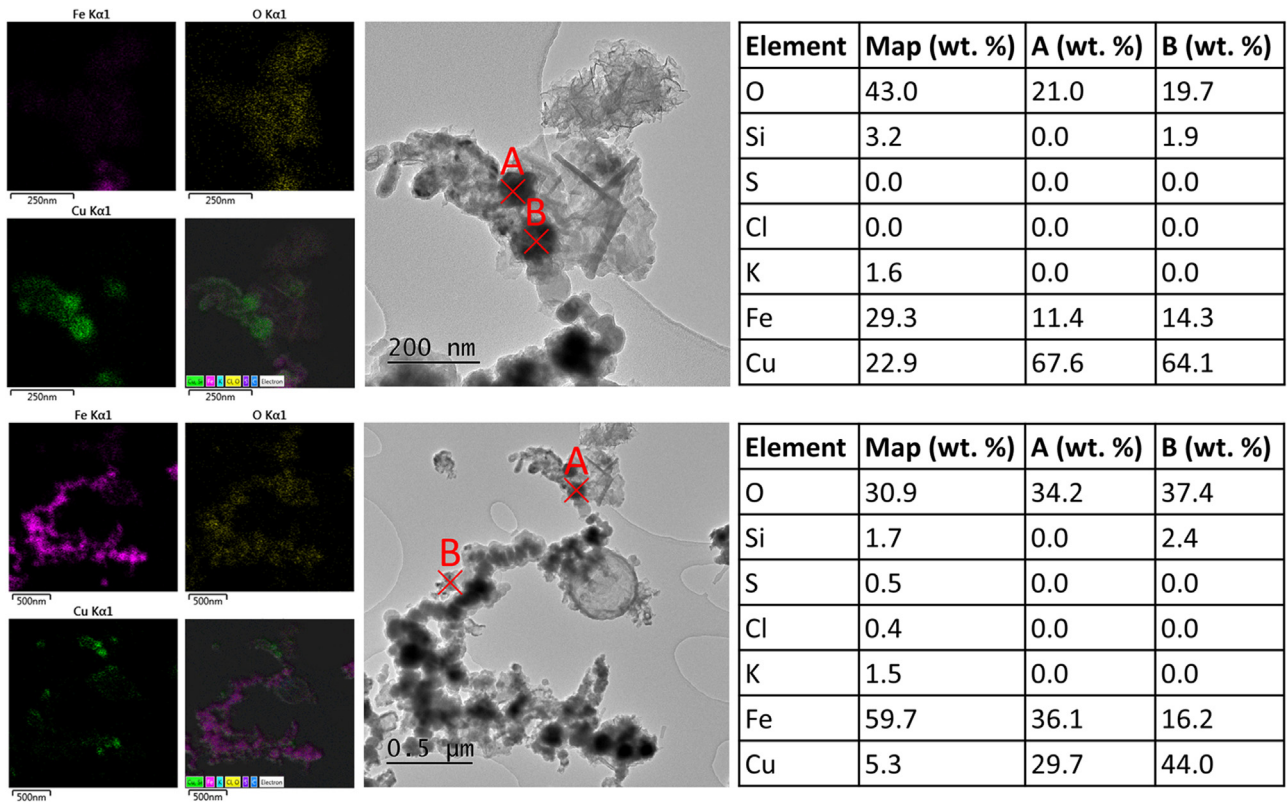 Fe Kα1
O Kα1
250nm
250nm
Cu Kα1
250nm
250nm
A
B
200 nm
Element Map (wt. %) A (wt. %) B (wt. %)
O 43.0 21.0 19.7
Si 3.2 0.0 1.9
S 0.0 0.0 0.0
Cl 0.0 0.0 0.0
K 1.6 0.0 0.0
Fe 29.3 11.4 14.3
Cu 22.9 67.6 64.1
Fe Kα1
O Kα1
500nm
500nm
Cu Kα1
500nm
500nm
A
B
0.5 μm
Element Map (wt. %) A (wt. %) B (wt. %)
O 30.9 34.2 37.4
Si 1.7 0.0 2.4
S 0.5 0.0 0.0
Cl 0.4 0.0 0.0
K 1.5 0.0 0.0
Fe 59.7 36.1 16.2
Cu 5.3 29.7 44.0